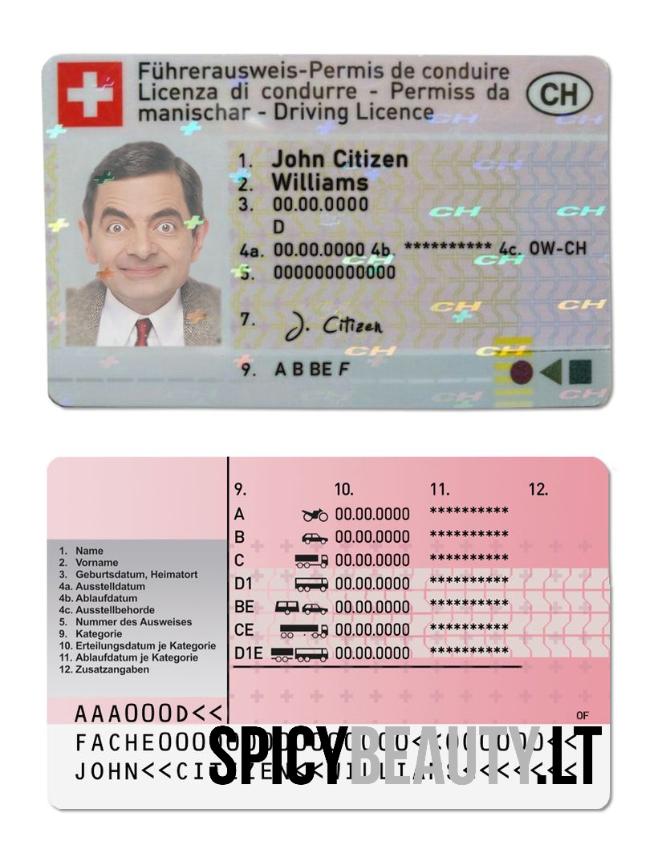 Führerausweis-Permis de conduire
Licenza di condurre - Permiss da
manischar - Driving Licence
CH
1. John Citizen
2. Williams
3. 00.00.0000
D
4a. 00.00.0000 4b. ********** 4c. OW-CH
5. 000000000000
7. J. Citizen
9. A B BE F
9. 10. 11. 12.
A 00.00.0000 **********
B 00.00.0000 **********
C 00.00.0000 **********
D1 00.00.0000 **********
BE 00.00.0000 **********
CE 00.00.0000 **********
D1E 00.00.0000 **********
1. Name
2. Vorname
3. Geburtsdatum, Heimatort
4a. Ausstelldatum
4b. Ablaufdatum
4c. Ausstellbehorde
5. Nummer des Ausweises
9. Kategorie
10. Erteilungsdatum je Kategorie
11. Ablaufdatum je Kategorie
12. Zusatzangaben
AAA000D<<
OF
SPICYBEAUTY.LT